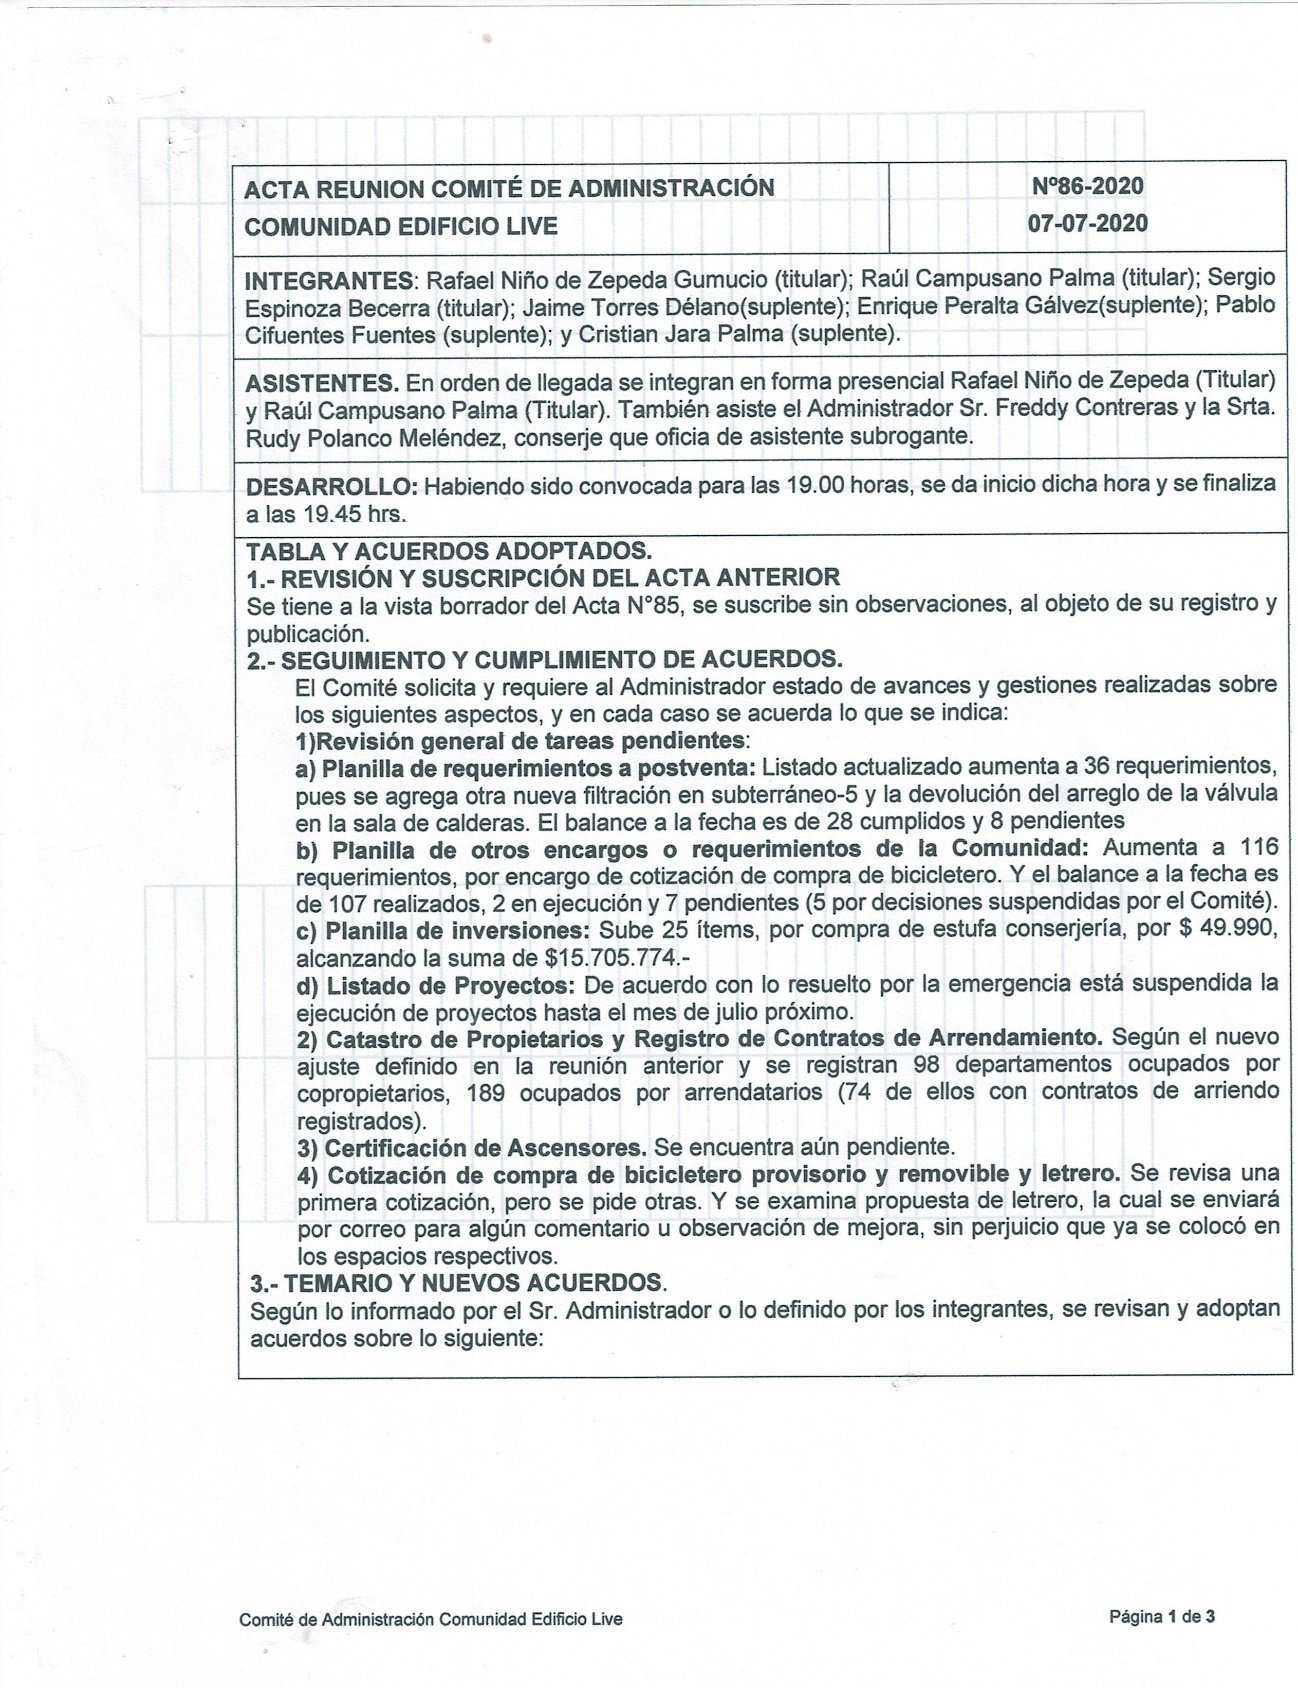 ACTA REUNION COMITÉ DE ADMINISTRACIÓN
COMUNIDAD EDIFICIO LIVE
Nº86-2020
07-07-2020
INTEGRANTES: Rafael Niño de Zepeda Gumucio (titular); Raúl Campusano Palma (titular); Sergio
Espinoza Becerra (titular); Jaime Torres Délano(suplente); Enrique Peralta Gálvez(suplente); Pablo
Cifuentes Fuentes (suplente); y Cristian Jara Palma (suplente).
ASISTENTES. En orden de llegada se integran en forma presencial Rafael Niño de Zepeda (Titular)
y Raúl Campusano Palma (Titular). También asiste el Administrador Sr. Freddy Contreras y la Srta.
Rudy Polanco Meléndez, conserje que oficia de asistente subrogante.
DESARROLLO: Habiendo sido convocada para las 19.00 horas, se da inicio dicha hora y se finaliza
a las 19.45 hrs.
TABLA Y ACUERDOS ADOPTADOS.
1.- REVISIÓN Y SUSCRIPCIÓN DEL ACTA ANTERIOR
Se tiene a la vista borrador del Acta N°85, se suscribe sin observaciones, al objeto de su registro y
publicación.
2.- SEGUIMIENTO Y CUMPLIMIENTO DE ACUERDOS.
El Comité solicita y requiere al Administrador estado de avances y gestiones realizadas sobre
los siguientes aspectos, y en cada caso se acuerda lo que se indica:
1)Revisión general de tareas pendientes:
a) Planilla de requerimientos a postventa: Listado actualizado aumenta a 36 requerimientos,
pues se agrega otra nueva filtración en subterráneo-5 y la devolución del arreglo de la válvula
en la sala de calderas. El balance a la fecha es de 28 cumplidos y 8 pendientes
b) Planilla de otros encargos o requerimientos de la Comunidad: Aumenta a 116
requerimientos, por encargo de cotización de compra de bicicletero. Y el balance a la fecha es
de 107 realizados, 2 en ejecución y 7 pendientes (5 por decisiones suspendidas por el Comité).
c) Planilla de inversiones: Sube 25 ítems, por compra de estufa conserjería, por $ 49.990,
alcanzando la suma de $15.705.774.-
d) Listado de Proyectos: De acuerdo con lo resuelto por la emergencia está suspendida la
ejecución de proyectos hasta el mes de julio próximo.
2) Catastro de Propietarios y Registro de Contratos de Arrendamiento. Según el nuevo
ajuste definido en la reunión anterior y se registran 98 departamentos ocupados por
copropietarios, 189 ocupados por arrendatarios (74 de ellos con contratos de arriendo
registrados).
3) Certificación de Ascensores. Se encuentra aún pendiente.
4) Cotización de compra de bicicletero provisorio y removible y letrero. Se revisa una
primera cotización, pero se pide otras. Y se examina propuesta de letrero, la cual se enviará
por correo para algún comentario u observación de mejora, sin perjuicio que ya se colocó en
los espacios respectivos.
3.- TEMARIO Y NUEVOS ACUERDOS.
Según lo informado por el Sr. Administrador o lo definido por los integrantes, se revisan y adoptan
acuerdos sobre lo siguiente:
Comité de Administración Comunidad Edificio Live
Página 1 de 3